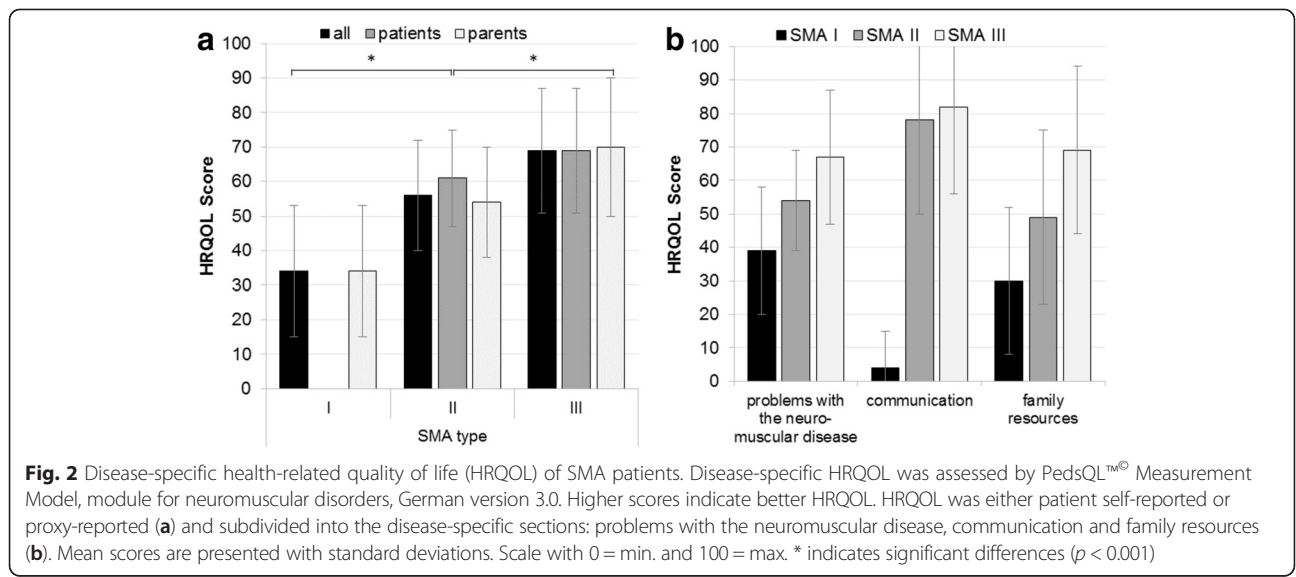 a
all patients parents
100
90
80
70
60
50
40
30
20
10
0
HRQOL Score
* *
I II III
SMA type
b
SMA I SMA II SMA III
100
90
80
70
60
50
40
30
20
10
0
HRQOL Score
problems with
the neuro-
muscular disease
communication
family
resources
Fig. 2 Disease-specific health-related quality of life (HRQOL) of SMA patients. Disease-specific HRQOL was assessed by PedsQL™© Measurement
Model, module for neuromuscular disorders, German version 3.0. Higher scores indicate better HRQOL. HRQOL was either patient self-reported or
proxy-reported (a) and subdivided into the disease-specific sections: problems with the neuromuscular disease, communication and family resources
(b). Mean scores are presented with standard deviations. Scale with 0 = min. and 100 = max. * indicates significant differences (p < 0.001)